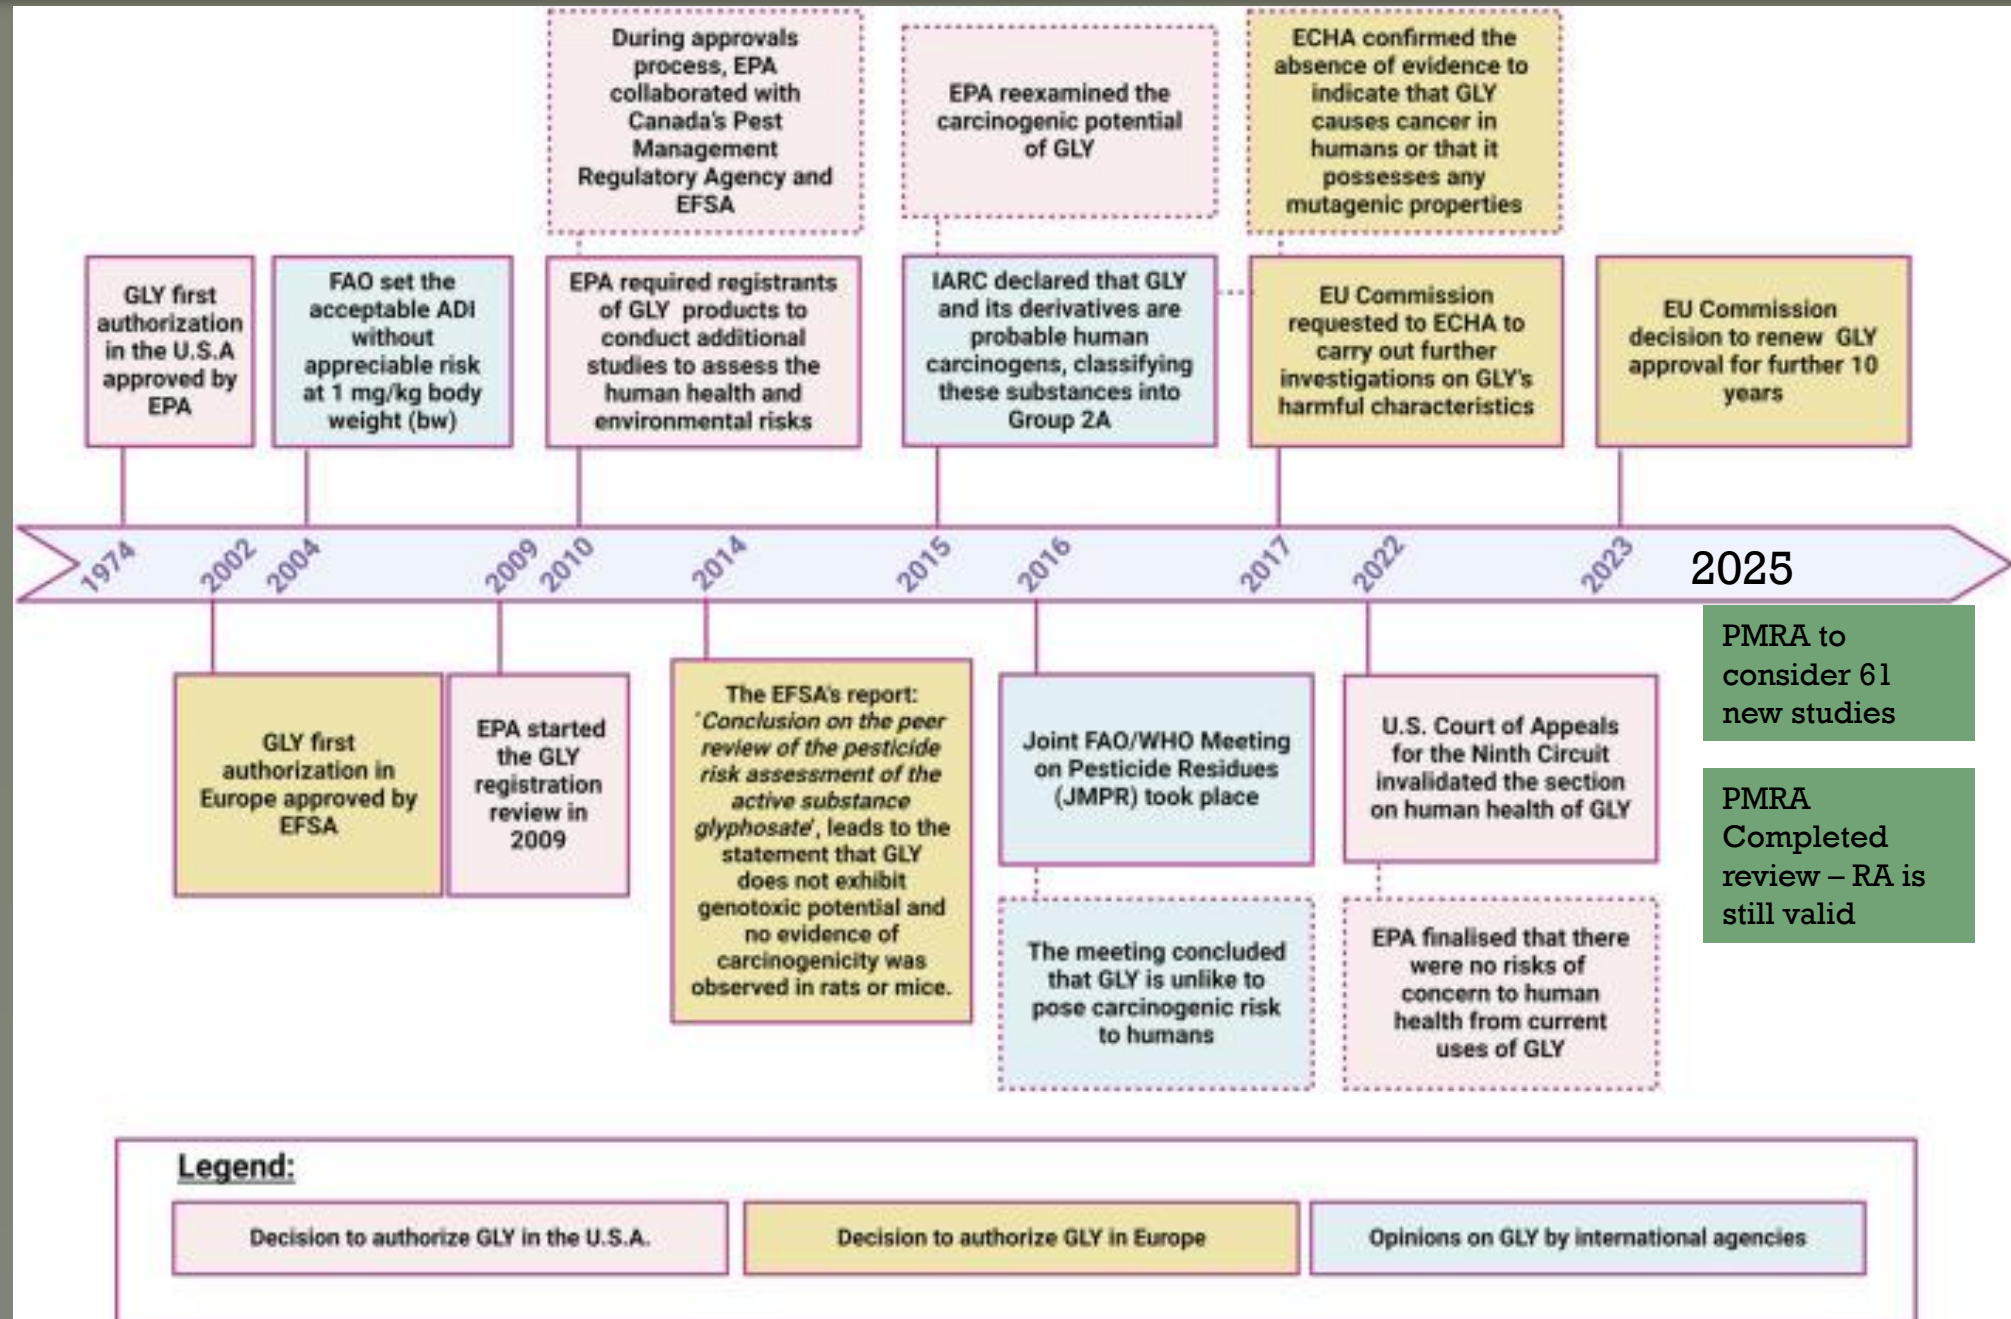 During approvals
process, EPA
collaborated with
Canada's Pest
Management
Regulatory Agency and
EFSA
EPA reexamined the
carcinogenic potential
of GLY
ECHA confirmed the
absence of evidence to
indicate that GLY
causes cancer in
humans or that it
possesses any
mutagenic properties
GLY first
authorization
in the U.S.A
approved by
EPA
FAO set the
acceptable ADI
without
appreciable risk
at 1 mg/kg body
weight (bw)
EPA required registrants
of GLY products to
conduct additional
studies to assess the
human health and
environmental risks
IARC declared that GLY
and its derivatives are
probable human
carcinogens, classifying
these substances into
Group 2A
EU Commission
requested to ECHA to
carry out further
investigations on GLY's
harmful characteristics
EU Commission
decision to renew GLY
approval for further 10
years
1974
2002
2004
2009
2010
2014
2015
2016
2017
2022
2023
2025
GLY first
authorization in
Europe approved by
EFSA
EPA started
the GLY
registration
review in
2009
The EFSA's report:
'Conclusion on the peer
review of the pesticide
risk assessment of the
active substance
glyphosate', leads to the
statement that GLY
does not exhibit
genotoxic potential and
no evidence of
carcinogenicity was
observed in rats or mice.
Joint FAO/WHO Meeting
on Pesticide Residues
(JMPR) took place
The meeting concluded
that GLY is unlike to
pose carcinogenic risk
to humans
U.S. Court of Appeals
for the Ninth Circuit
invalidated the section
on human health of GLY
EPA finalised that there
were no risks of
concern to human
health from current
uses of GLY
PMRA to
consider 61
new studies
PMRA
Completed
review – RA is
still valid
Legend:
Decision to authorize GLY in the U.S.A.
Decision to authorize GLY in Europe
Opinions on GLY by international agencies